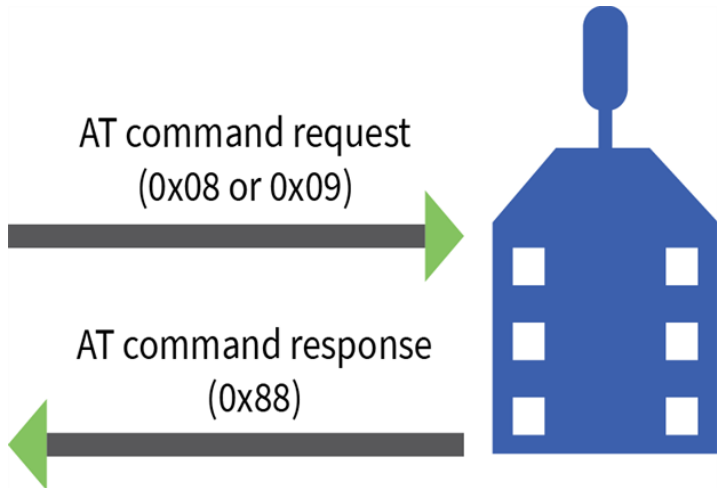 AT command request
(0x08 or 0x09)
AT command response
(0x88)